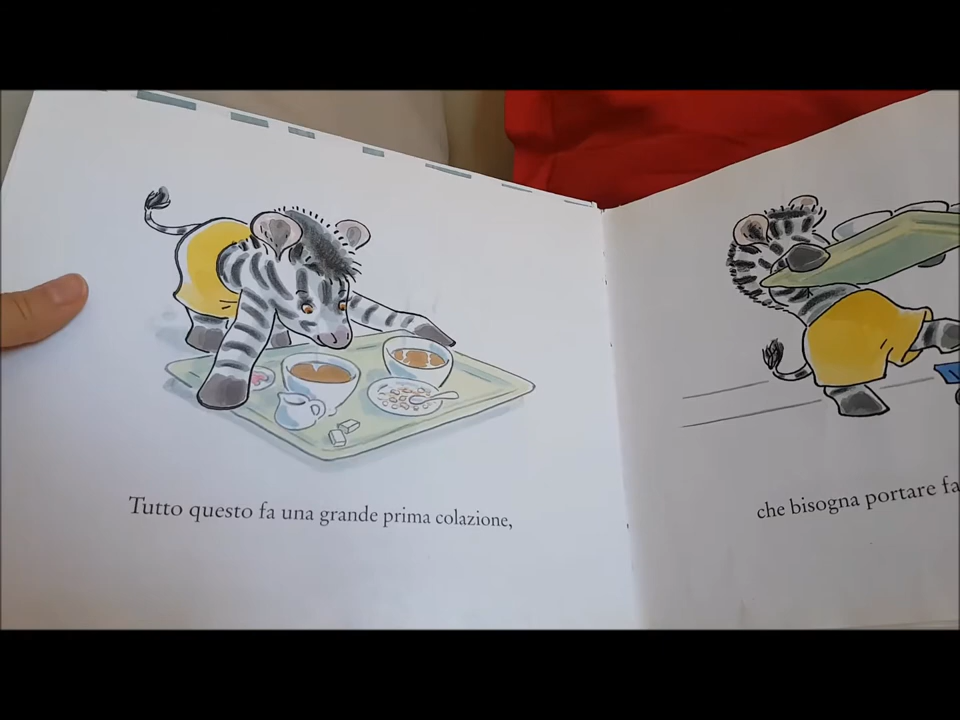 Tutto questo fa una grande prima colazione,
che bisogna portare